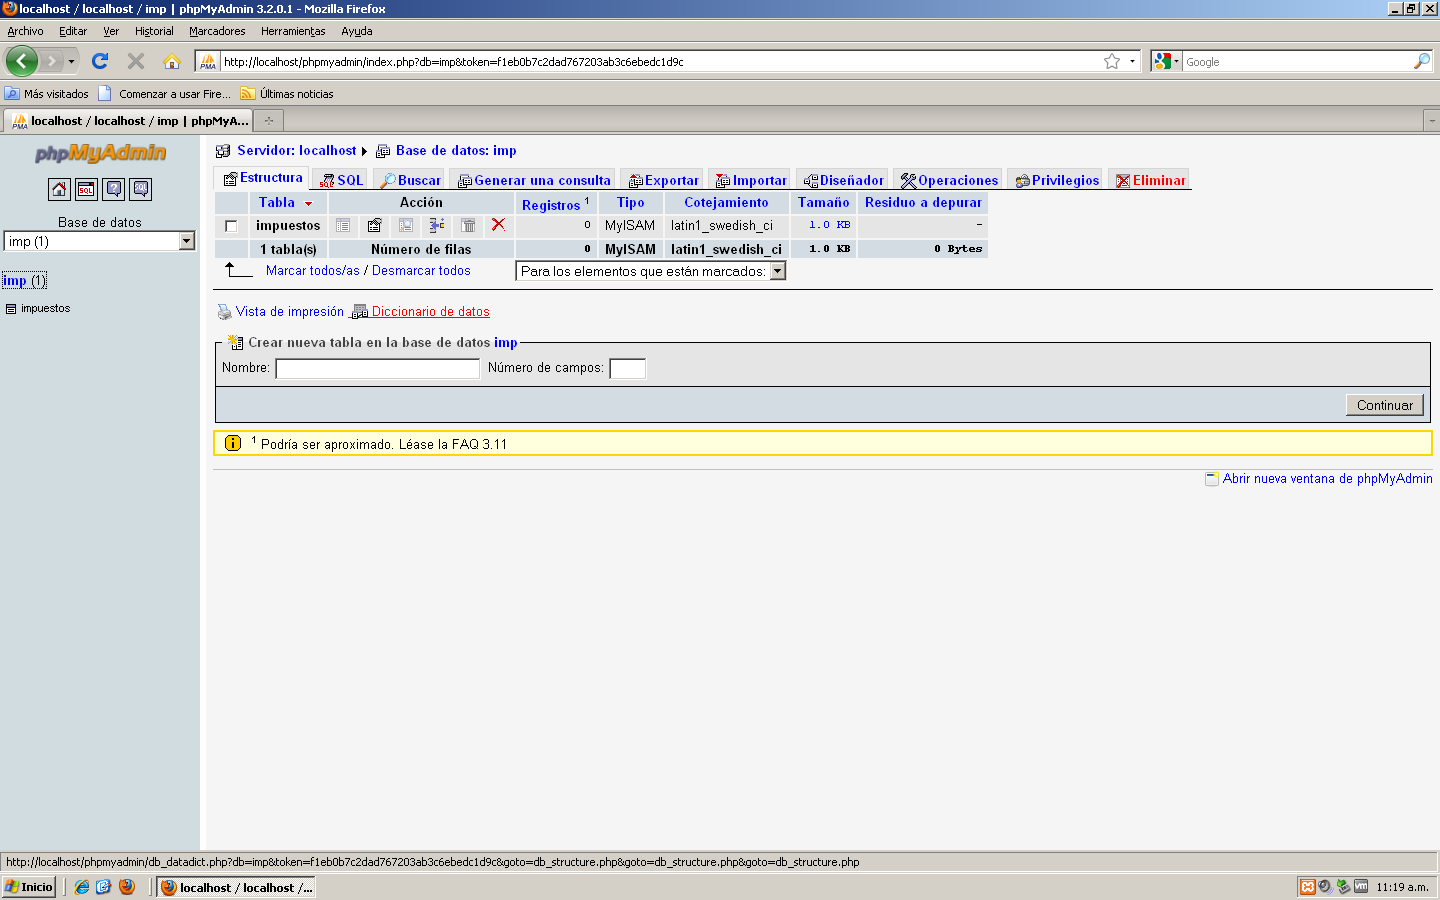 localhost / localhost / imp | phpMyAdmin 3.2.0.1 - Mozilla Firefox
Archivo Editar Ver Historial Marcadores Herramientas Ayuda
PMA http://localhost/phpmyadmin/index.php?db=imp&token=f1eb0b7c2dad767203ab3c6ebedc1d9c Google
Más visitados Comenzar a usar Fire... Últimas noticias
PMA localhost / localhost / imp | phpMyA...
phpMyAdmin
SQL ? SQL
Base de datos
imp (1)
imp (1)
impuestos
Servidor: localhost Base de datos: imp
Estructura SQL Buscar Generar una consulta Exportar Importar Diseñador Operaciones Privilegios Eliminar
Tabla Acción Registros 1 Tipo Cotejamiento Tamaño Residuo a depurar
impuestos 0 MyISAM latin1_swedish_ci 1.0 KB -
1 tabla(s) Número de filas 0 MyISAM latin1_swedish_ci 1.0 KB 0 Bytes
Marcar todos/as / Desmarcar todos Para los elementos que están marcados:
Vista de impresión Diccionario de datos
Crear nueva tabla en la base de datos imp
Nombre: Número de campos:
Continuar
1 Podría ser aproximado. Léase la FAQ 3.11
Abrir nueva ventana de phpMyAdmin
http://localhost/phpmyadmin/db_datadict.php?db=imp&token=f1eb0b7c2dad767203ab3c6ebedc1d9c&goto=db_structure.php&goto=db_structure.php&goto=db_structure.php
Inicio localhost / localhost /... vm 11:19 a.m.